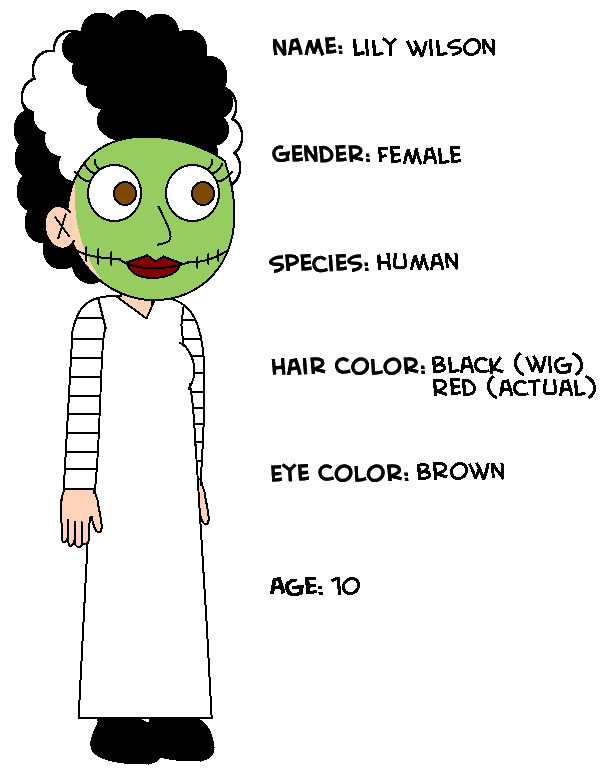 NAME: LILY WILSON
GENDER: FEMALE
SPECIES: HUMAN
HAIR COLOR: BLACK (WIG)
RED (ACTUAL)
EYE COLOR: BROWN
AGE: 10